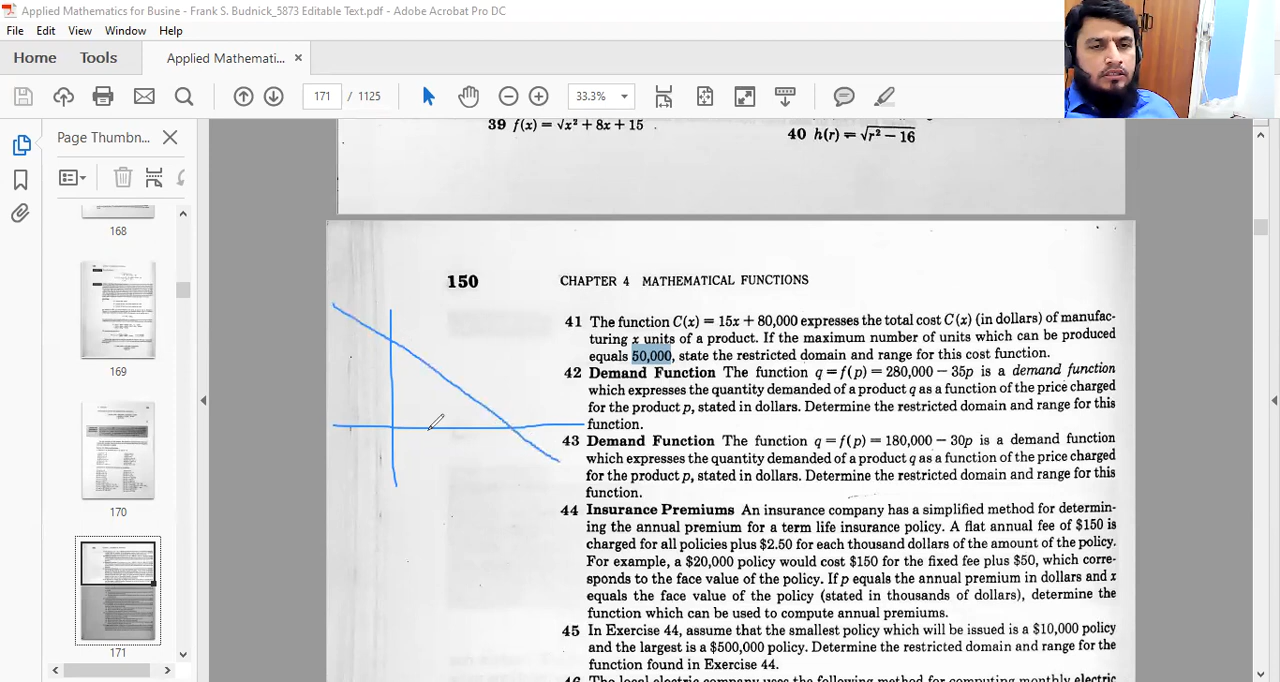 Applied Mathematics for Busine - Frank S. Budnick_5873 Editable Text.pdf - Adobe Acrobat Pro DC
File Edit View Window Help
Home Tools Applied Mathemati... ×
171 / 1125 33.3%
Page Thumbn...
168
169
170
171
39 f(x) = √x² + 8x + 15
40 h(r) = √r² − 16
150 CHAPTER 4 MATHEMATICAL FUNCTIONS
41 The function C(x) = 15x + 80,000 expresses the total cost C(x) (in dollars) of manufac-
turing x units of a product. If the maximum number of units which can be produced
equals 50,000, state the restricted domain and range for this cost function.
42 Demand Function The function q = f(p) = 280,000 − 35p is a demand function
which expresses the quantity demanded of a product q as a function of the price charged
for the product p, stated in dollars. Determine the restricted domain and range for this
function.
43 Demand Function The function q = f(p) = 180,000 − 30p is a demand function
which expresses the quantity demanded of a product q as a function of the price charged
for the product p, stated in dollars. Determine the restricted domain and range for this
function.
44 Insurance Premiums An insurance company has a simplified method for determin-
ing the annual premium for a term life insurance policy. A flat annual fee of $150 is
charged for all policies plus $2.50 for each thousand dollars of the amount of the policy.
For example, a $20,000 policy would cost $150 for the fixed fee plus $50, which corre-
sponds to the face value of the policy. If p equals the annual premium in dollars and x
equals the face value of the policy (stated in thousands of dollars), determine the
function which can be used to compute annual premiums.
45 In Exercise 44, assume that the smallest policy which will be issued is a $10,000 policy
and the largest is a $500,000 policy. Determine the restricted domain and range for the
function found in Exercise 44.
46 The local electric company uses the following method for computing monthly electric